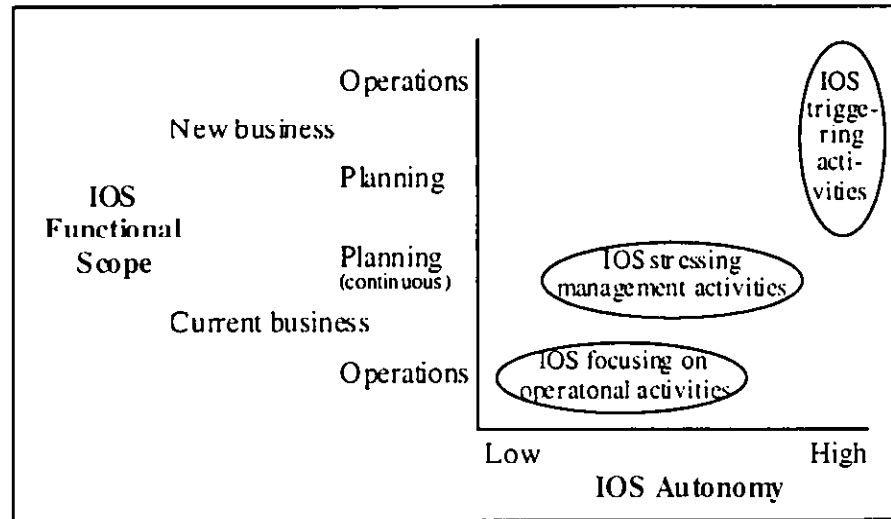 Operations
New business
Planning
IOS
Functional
Scope
Planning
(continuous)
Current business
Operations
IOS
trigge-
ring
acti-
vities
IOS stressing
management activities
IOS focusing on
operatonal activities
Low
High
IOS Autonomy